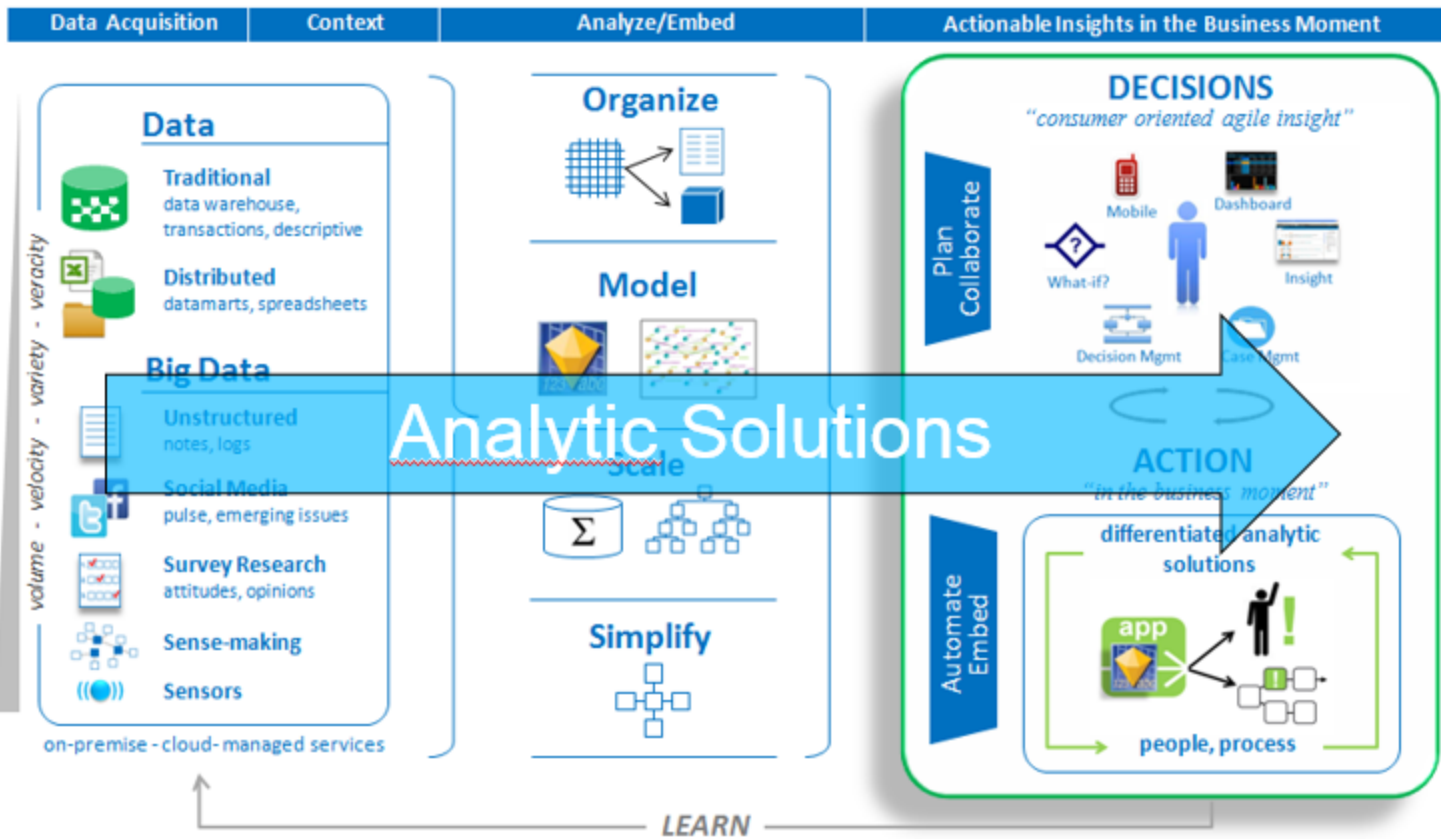 Data Acquisition
Context
Analyze/Embed
Actionable Insights in the Business Moment
volume - velocity - variety - veracity
Data
Traditional
data warehouse,
transactions, descriptive
Distributed
datamarts, spreadsheets
Big Data
Unstructured
notes, logs
Social Media
pulse, emerging issues
Survey Research
attitudes, opinions
Sense-making
Sensors
on-premise - cloud- managed services
Organize
Model
123 abc
Scale
Σ
Simplify
Analytic Solutions
Plan
Collaborate
DECISIONS
"consumer oriented agile insight"
Mobile
Dashboard
What-if?
?
Insight
Decision Mgmt
Case Mgmt
ACTION
"in the business moment"
Automate
Embed
differentiated analytic
solutions
app
!
!
people, process
LEARN